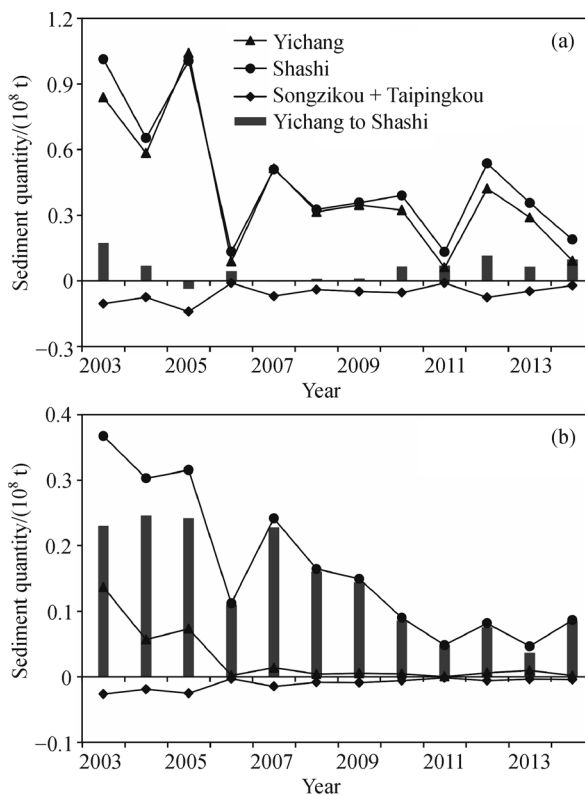 1.2
(a)
Yichang
Shashi
Songzikou + Taipingkou
Yichang to Shashi
0.9
0.6
0.3
0
−0.3
Sediment quantity/(10⁸ t)
2003 2005 2007 2009 2011 2013
Year
0.4
(b)
0.3
0.2
0.1
0
−0.1
Sediment quantity/(10⁸ t)
2003 2005 2007 2009 2011 2013
Year